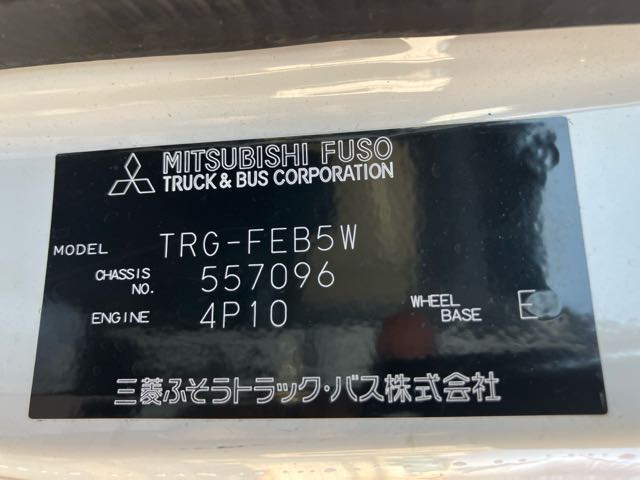 MITSUBISHI FUSO
TRUCK & BUS CORPORATION
MODEL TRG-FEB5W
CHASSIS NO. 557096
ENGINE 4P10
WHEEL BASE E
三菱ふそうトラック・バス株式会社